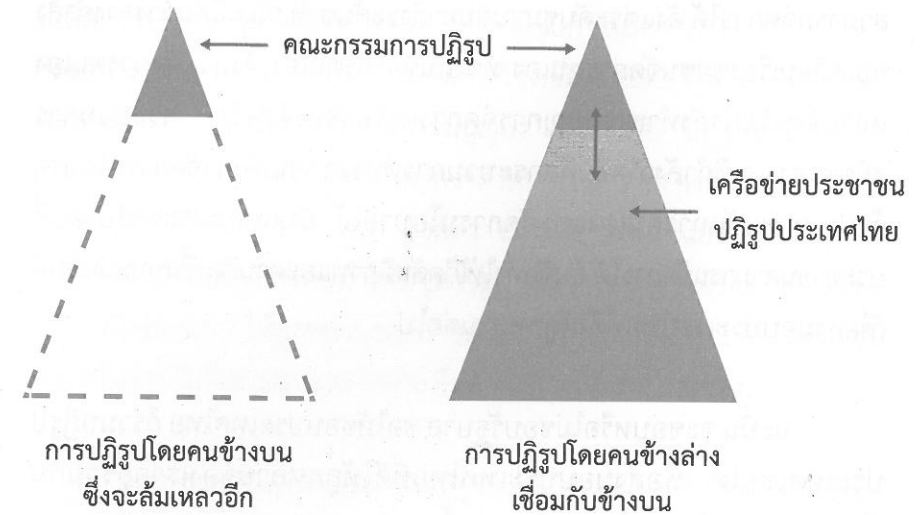 คณะกรรมการปฏิรูป
เครือข่ายประชาชน
ปฏิรูปประเทศไทย
การปฏิรูปโดยคนข้างบน
ซึ่งจะล้มเหลวอีก
การปฏิรูปโดยคนข้างล่าง
เชื่อมกับข้างบน